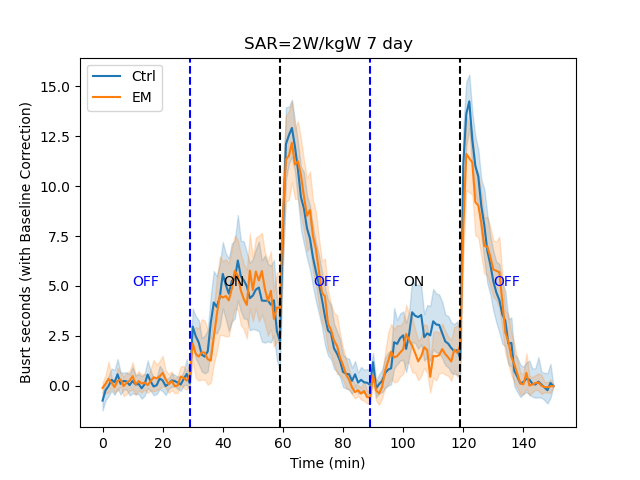 SAR=2W/kgW 7 day
Ctrl
EM
15.0
12.5
10.0
7.5
5.0
2.5
0.0
Busrt seconds (with Baseline Correction)
OFF
ON
OFF
ON
OFF
0
20
40
60
80
100
120
140
Time (min)